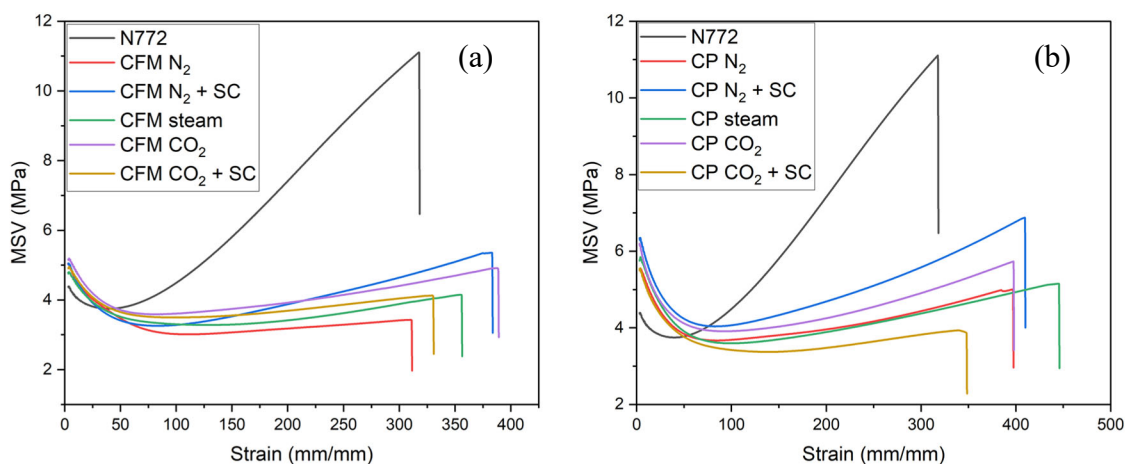 12
10
8
6
4
2
MSV (MPa)
N772
CFM N₂
CFM N₂ + SC
CFM steam
CFM CO₂
CFM CO₂ + SC
(a)
0 50 100 150 200 250 300 350 400
Strain (mm/mm)
12
10
8
6
4
2
MSV (MPa)
N772
CP N₂
CP N₂ + SC
CP steam
CP CO₂
CP CO₂ + SC
(b)
0 100 200 300 400 500
Strain (mm/mm)